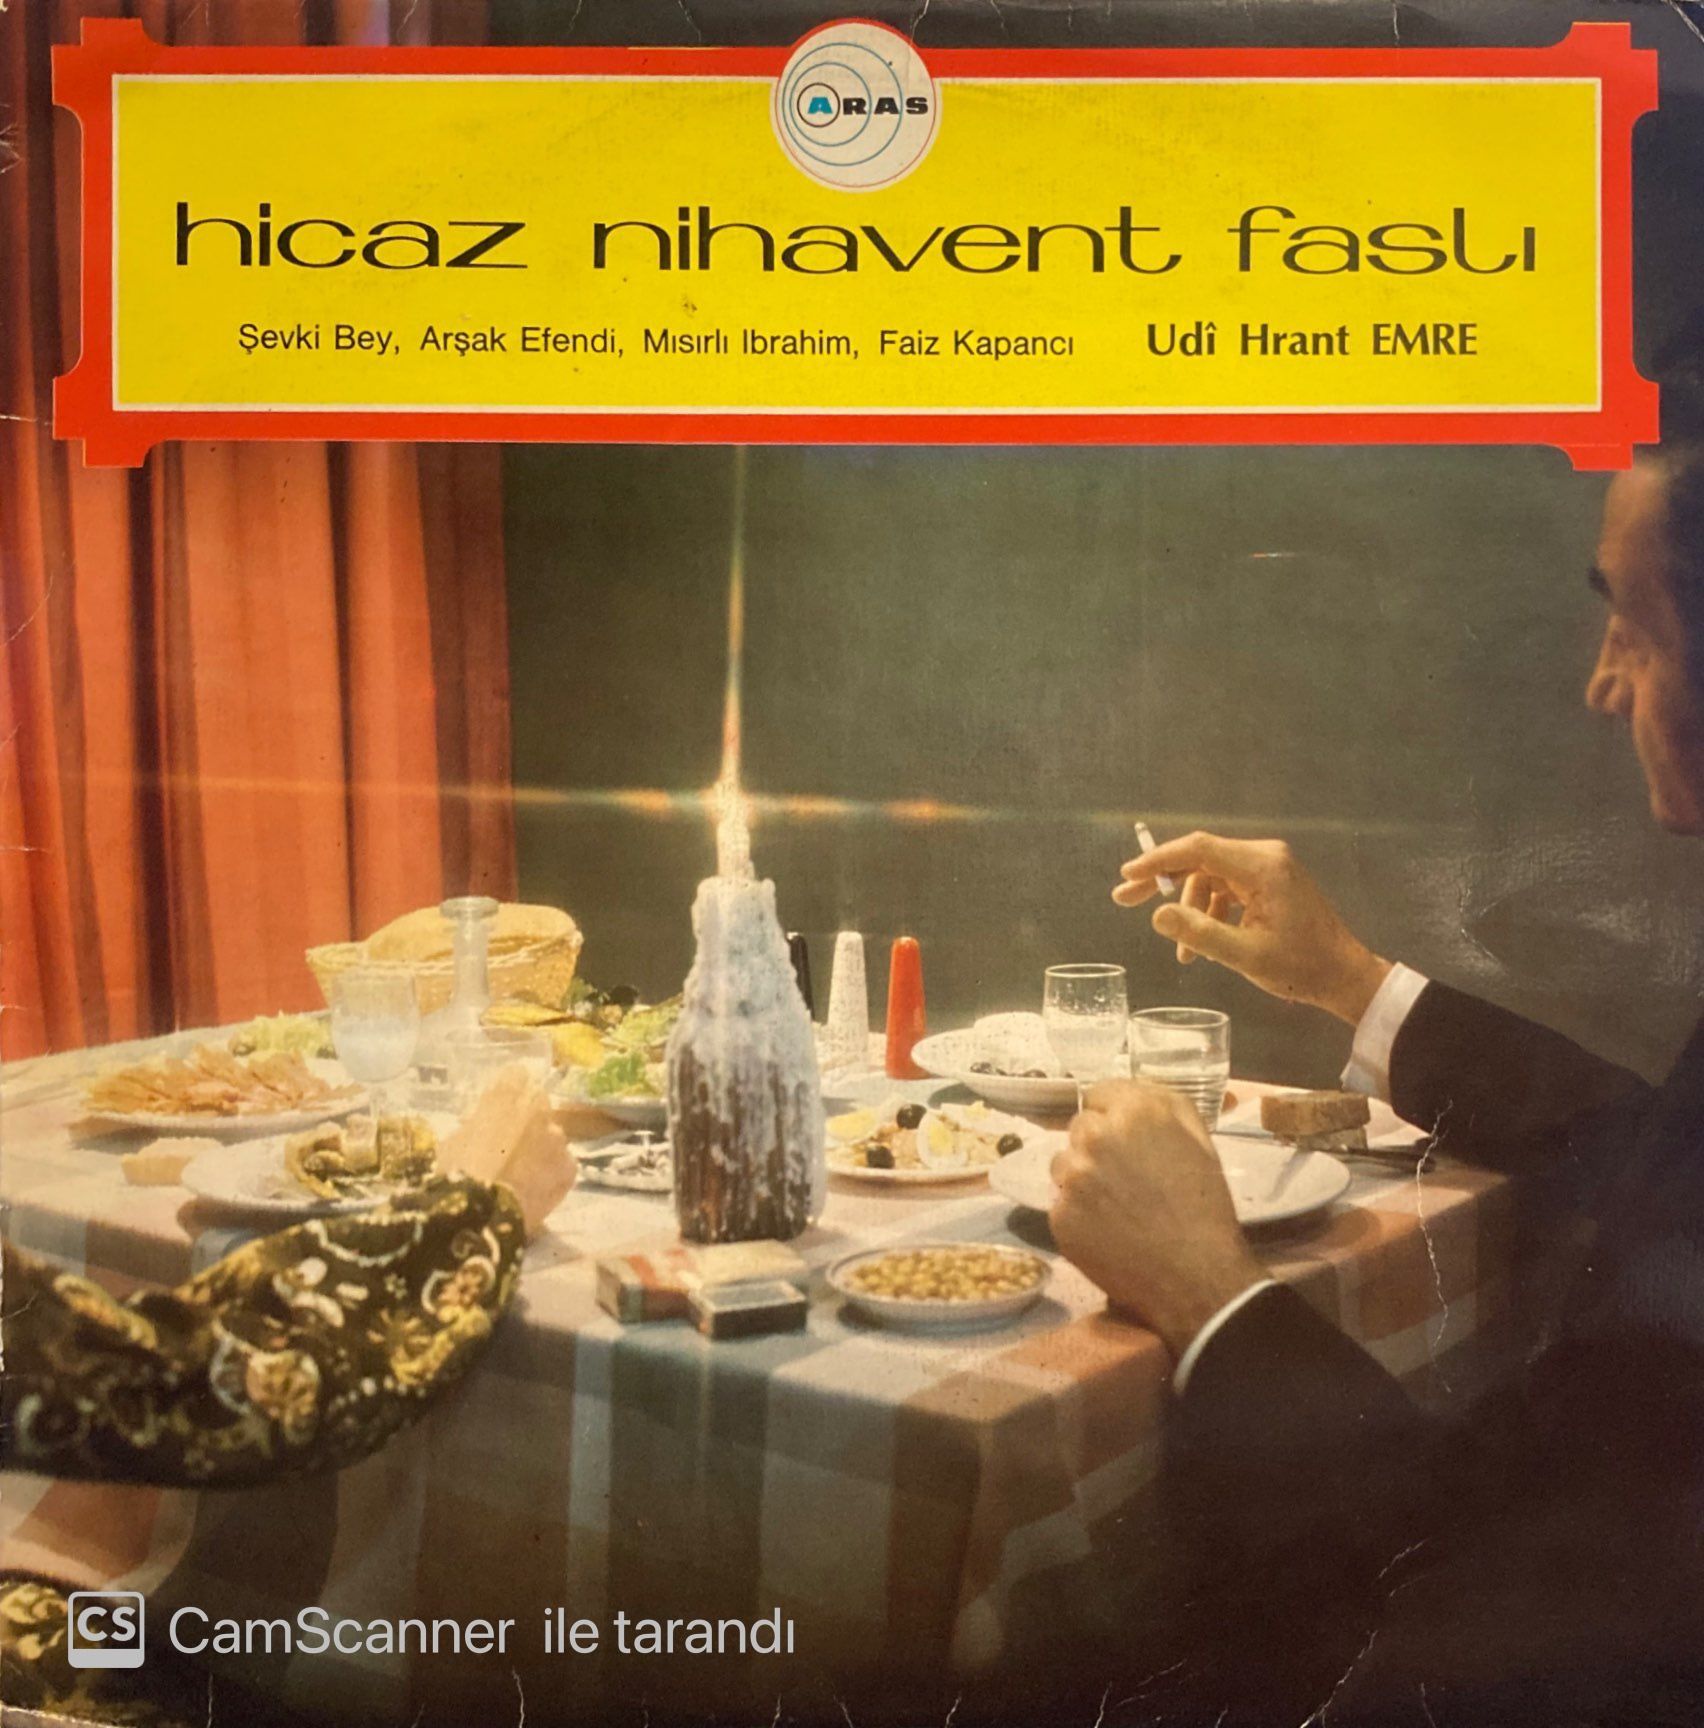 ARAS
hicaz nihavent faslı
Şevki Bey, Arşak Efendi, Mısırlı Ibrahim, Faiz Kapancı Udî Hrant EMRE
CS CamScanner ile tarandı